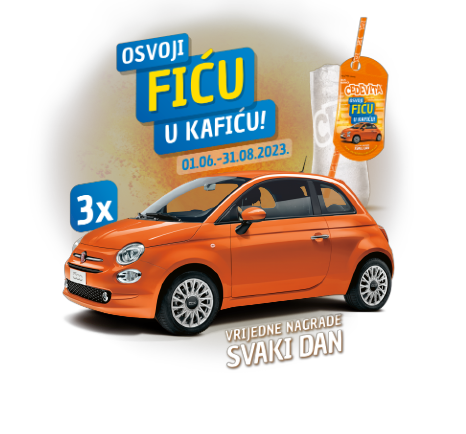 OSVOJI
FIĆU
U KAFIĆU!
01.06.-31.08.2023.
CEDEVITA
OSVOJI
FIĆU
U KAFIĆU!
3x
VRIJEDNE NAGRADE
SVAKI DAN